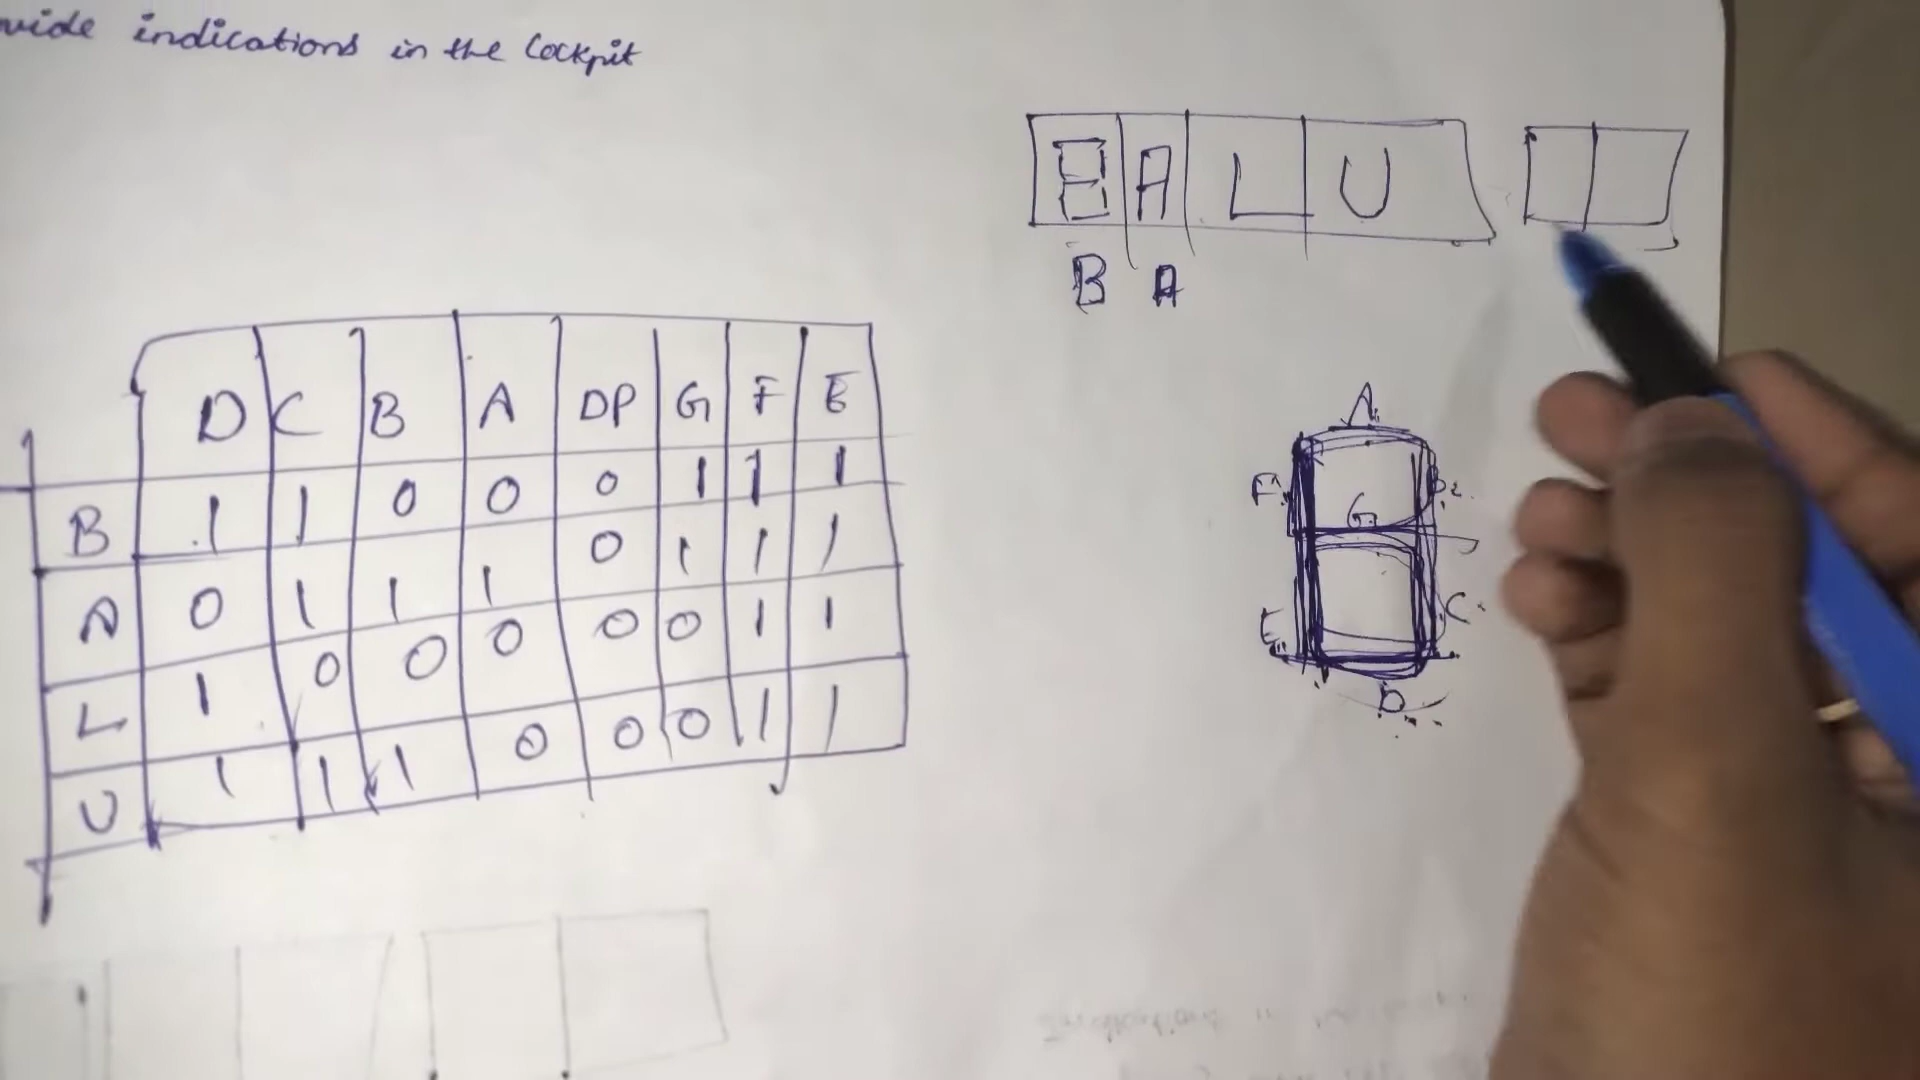 vide indications in the Cockpit
B A L U
B A
D C B A DP G F E
B 1 1 0 0 0 1 1 1
A 0 1 1 1 0 1 1 1
L 1 0 0 0 0 0 1 1
U 1 1 1 0 0 0 1 1
A
F B
G
E C
D